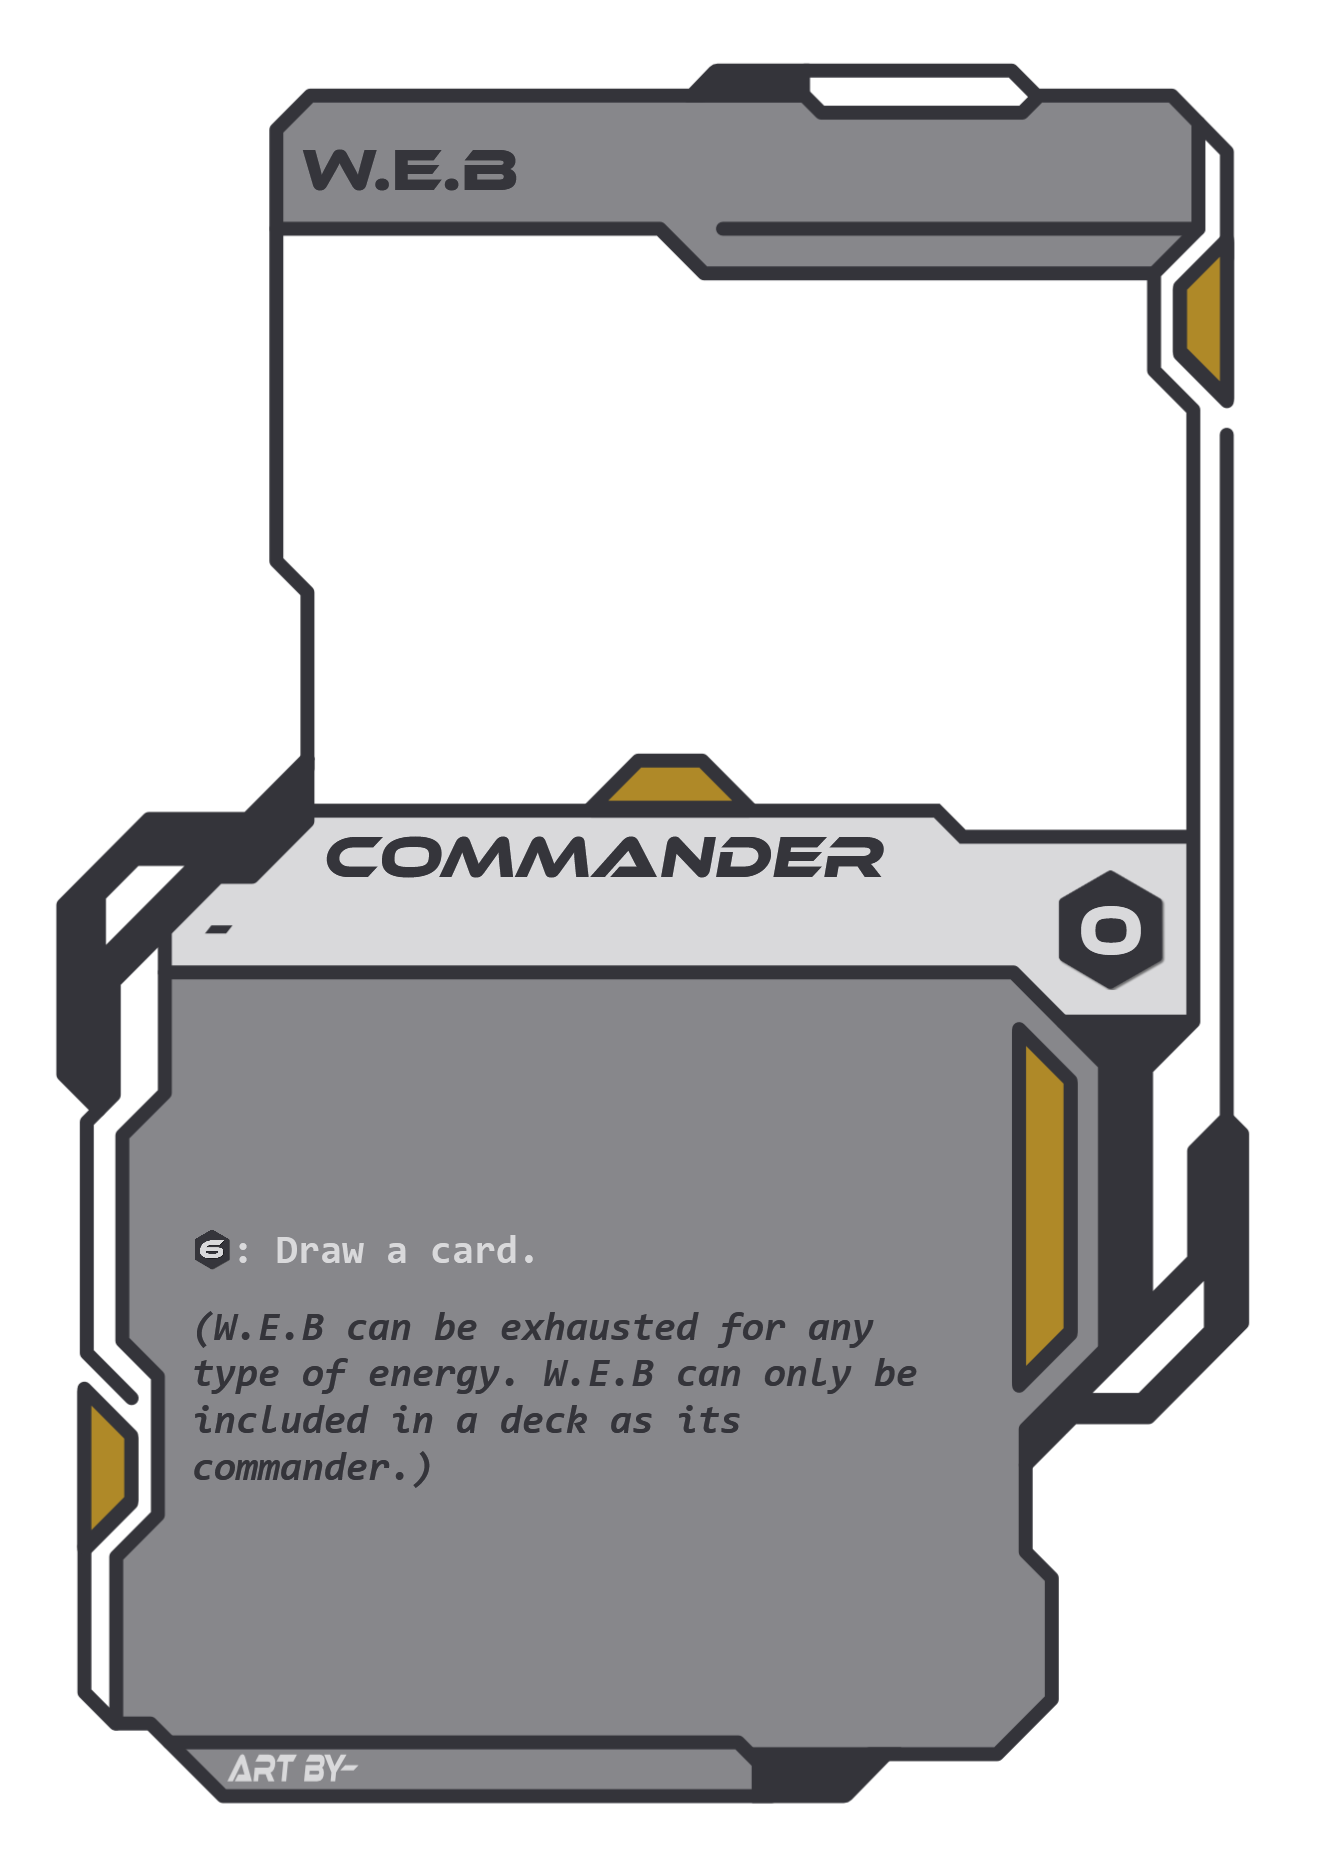 W.E.B
COMMANDER
-
0
6: Draw a card.
(W.E.B can be exhausted for any
type of energy. W.E.B can only be
included in a deck as its
commander.)
ART BY-